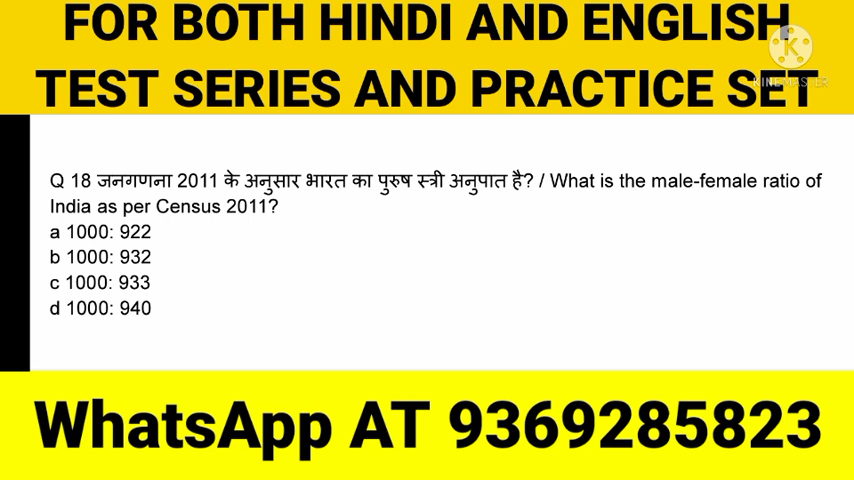 FOR BOTH HINDI AND ENGLISH
TEST SERIES AND PRACTICE SET
K
KINEMASTER
Q 18 जनगणना 2011 के अनुसार भारत का पुरुष स्त्री अनुपात है? / What is the male-female ratio of
India as per Census 2011?
a 1000: 922
b 1000: 932
c 1000: 933
d 1000: 940
WhatsApp AT 9369285823